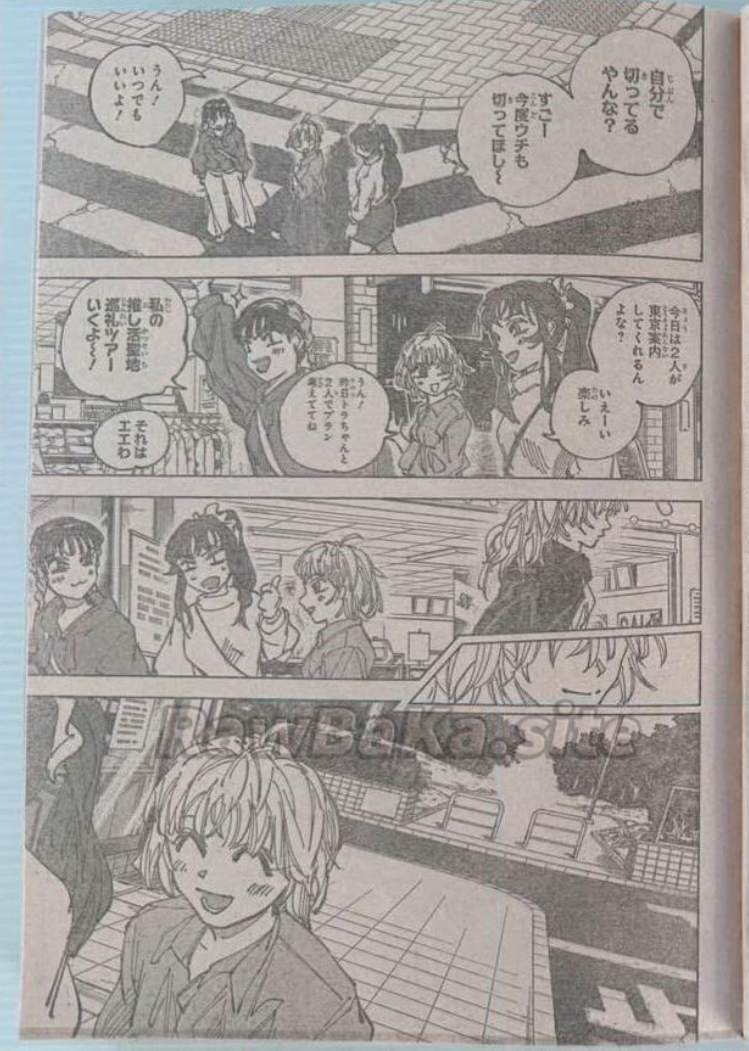 自分で
切ってる
やんな?
すごー
今度ウチも
切ってほし〜
うん!
いつでも
いいよ!
今日は2人が
東京案内
してくれるん
よな?
いぇーい
楽しみ
うん!
昨日トラちゃんと
2人でプラン
考えててね
私の
推し活聖地
巡礼ツアー
いくよ〜!
それは
エエわ
RawBaKa.site